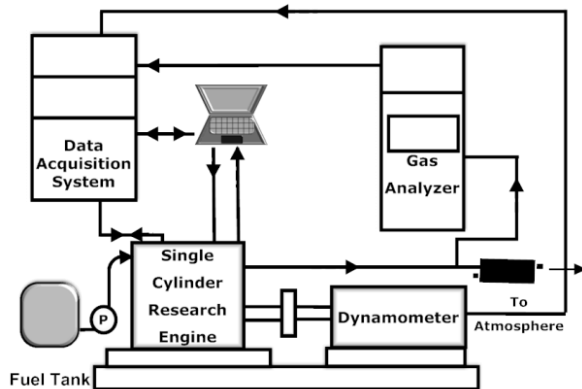 Data
Acquisition
System
Gas
Analyzer
Single
Cylinder
Research
Engine
P
Dynamometer
To
Atmosphere
Fuel Tank